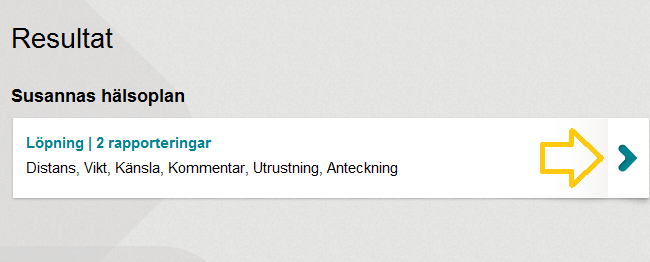 Resultat
Susannas hälsoplan
Löpning | 2 rapporteringar
Distans, Vikt, Känsla, Kommentar, Utrustning, Anteckning